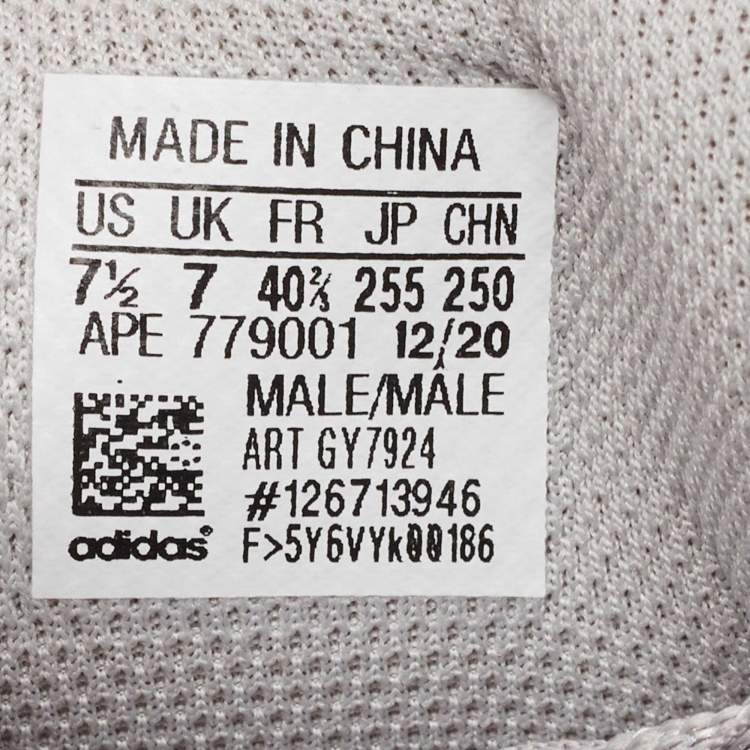 MADE IN CHINA
US UK FR JP CHN
7½ 7 40⅔ 255 250
APE 779001 12/20
MALE/MÂLE
ART GY7924
#126713946
adidas® F>5Y6VYk00186